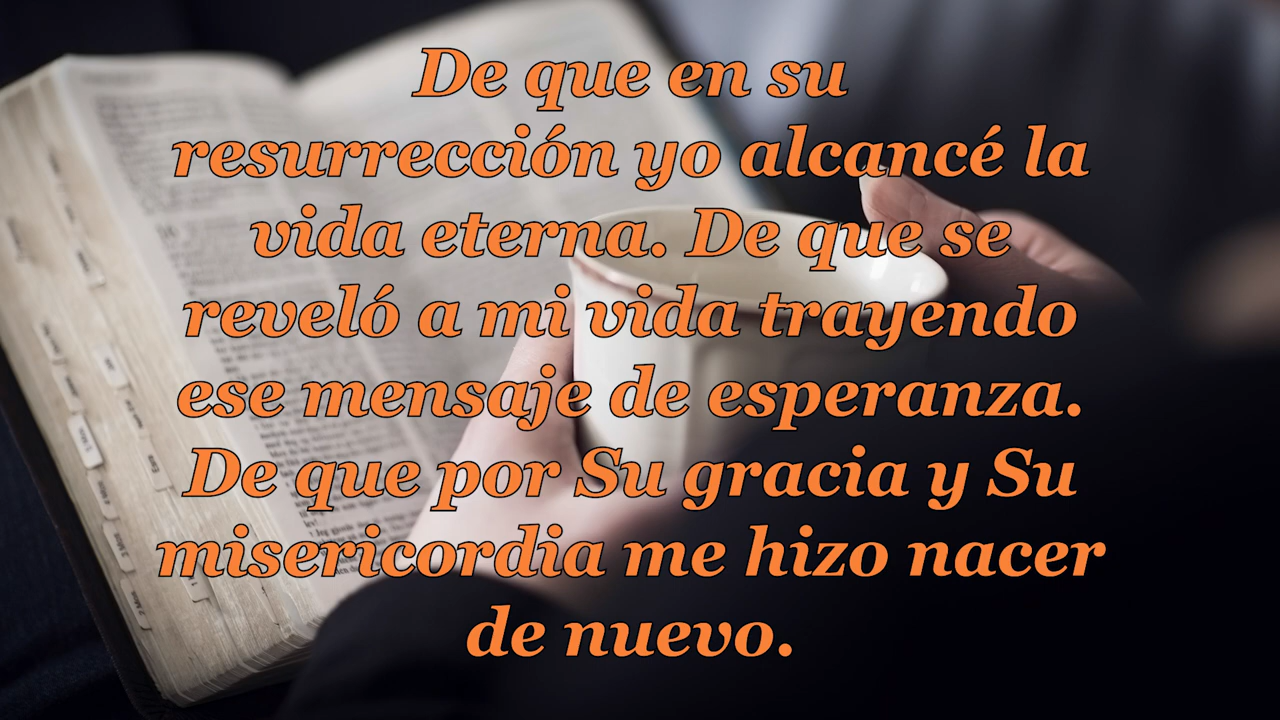 De que en su
resurrección yo alcancé la
vida eterna. De que se
reveló a mi vida trayendo
ese mensaje de esperanza.
De que por Su gracia y Su
misericordia me hizo nacer
de nuevo.